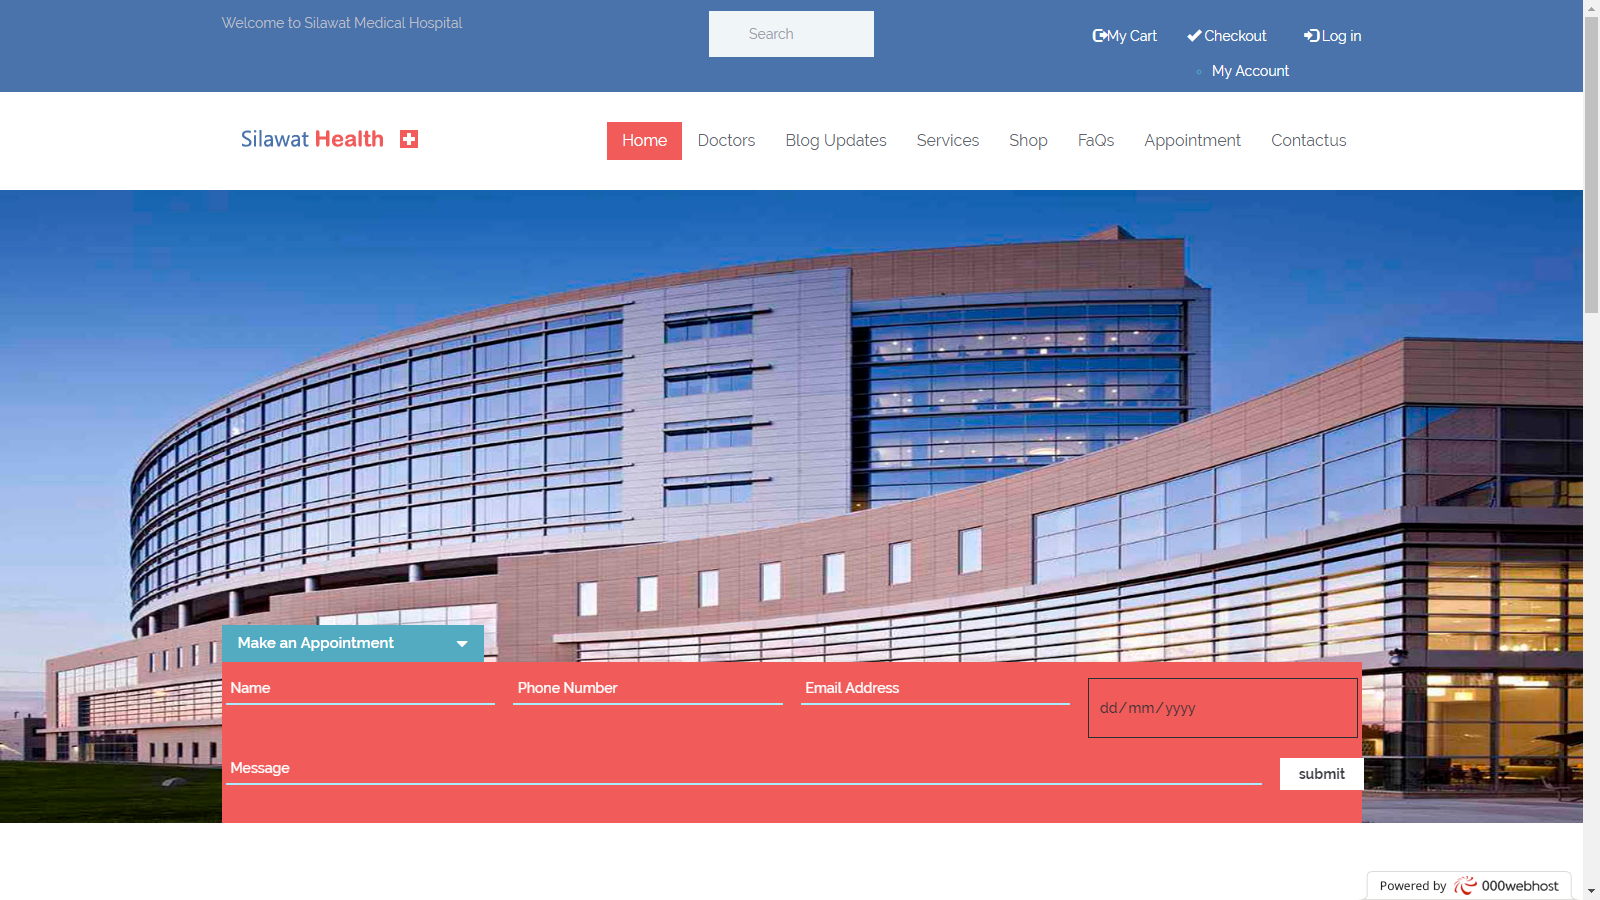 Welcome to Silawat Medical Hospital
Search
My Cart
Checkout
Log in
My Account
Silawat Health
Home
Doctors
Blog Updates
Services
Shop
FaQs
Appointment
Contactus
Make an Appointment
Name
Phone Number
Email Address
dd/mm/yyyy
Message
submit
Powered by 000webhost